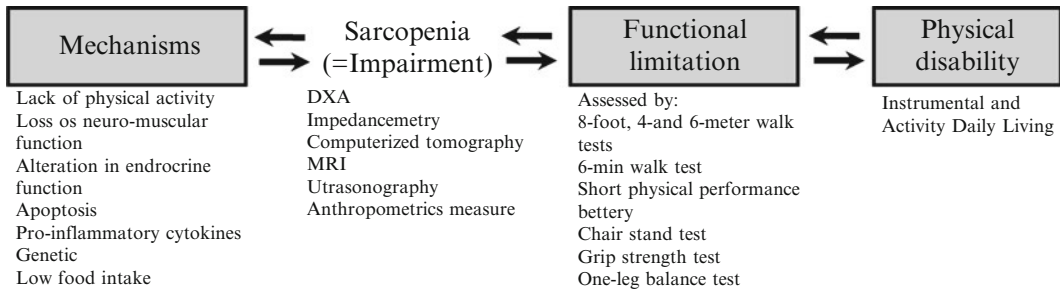 Mechanisms
Lack of physical activity
Loss os neuro-muscular
function
Alteration in endrocrine
function
Apoptosis
Pro-inflammatory cytokines
Genetic
Low food intake
Sarcopenia
(=Impairment)
DXA
Impedancemetry
Computerized tomography
MRI
Utrasonography
Anthropometrics measure
Functional
limitation
Assessed by:
8-foot, 4-and 6-meter walk
tests
6-min walk test
Short physical performance
bettery
Chair stand test
Grip strength test
One-leg balance test
Physical
disability
Instrumental and
Activity Daily Living